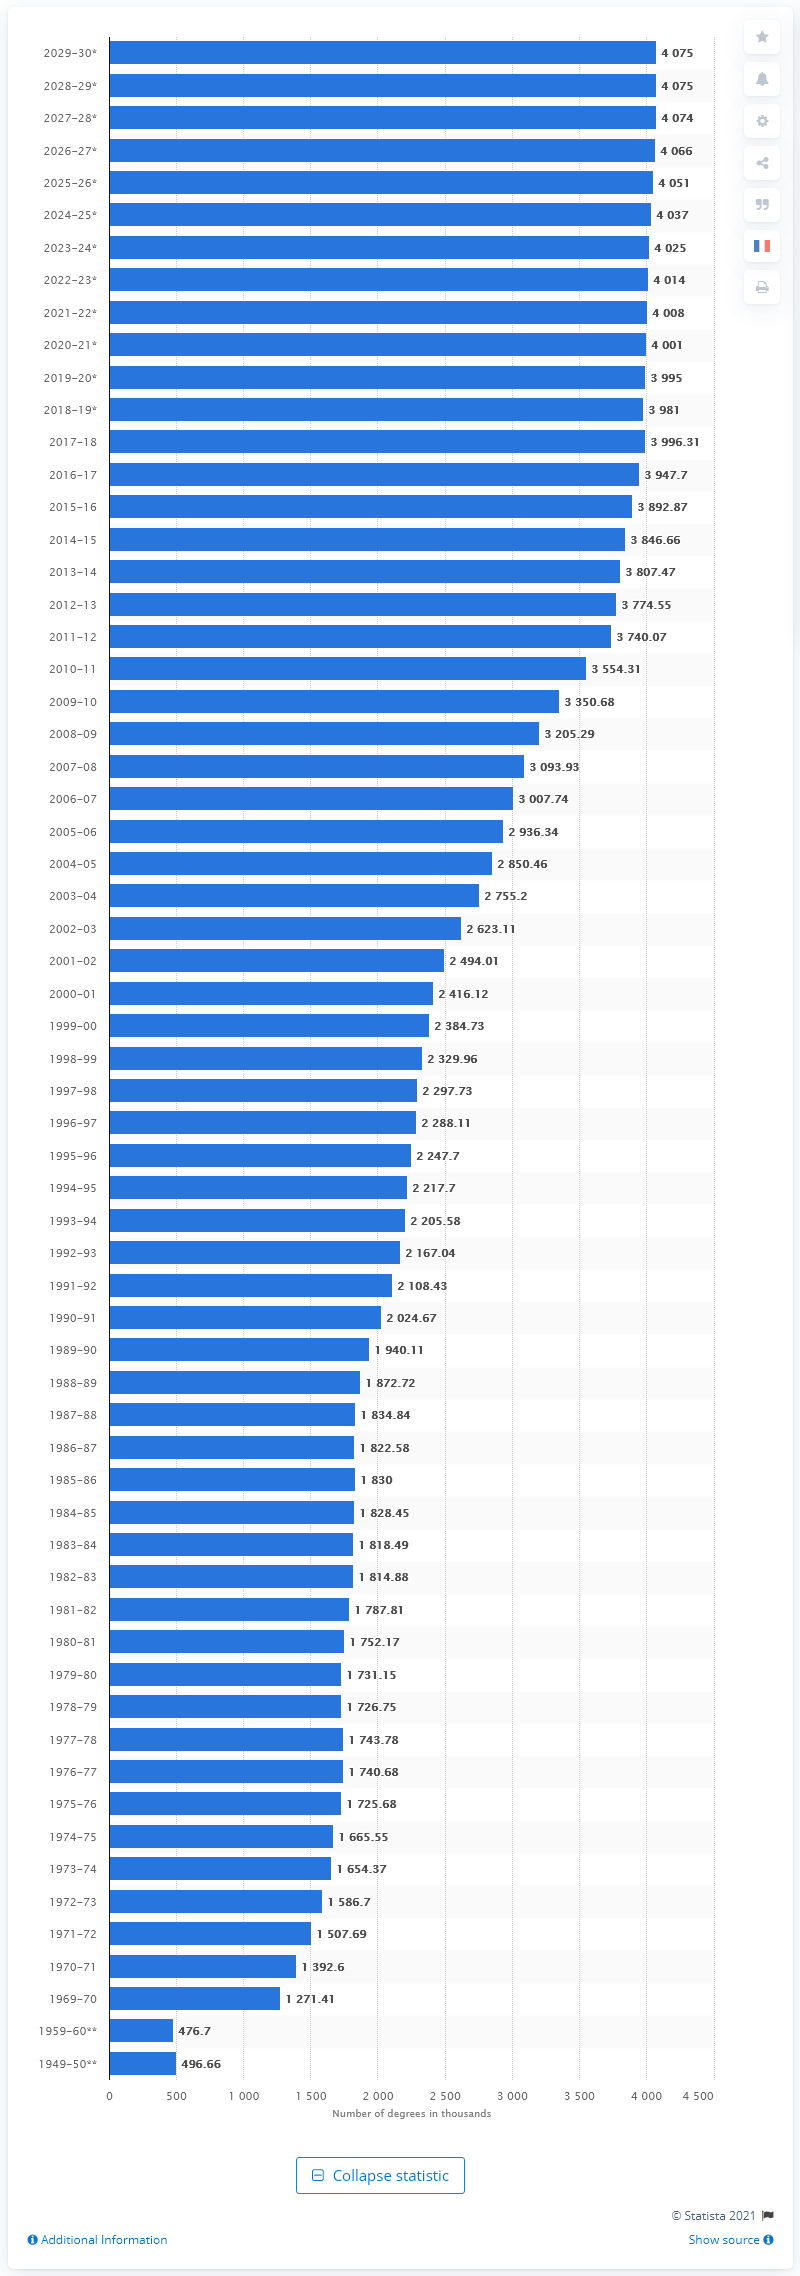 2029–30* 4 075
2028–29* 4 075
2027–28* 4 074
2026–27* 4 066
2025–26* 4 051
2024–25* 4 037
2023–24* 4 025
2022–23* 4 014
2021–22* 4 008
2020–21* 4 001
2019–20* 3 995
2018–19* 3 981
2017–18 3 996.31
2016–17 3 947.7
2015–16 3 892.87
2014–15 3 846.66
2013–14 3 807.47
2012–13 3 774.55
2011–12 3 740.07
2010–11 3 554.31
2009–10 3 350.68
2008–09 3 205.29
2007–08 3 093.93
2006–07 3 007.74
2005–06 2 936.34
2004–05 2 850.46
2003–04 2 755.2
2002–03 2 623.11
2001–02 2 494.01
2000–01 2 416.12
1999–00 2 384.73
1998–99 2 329.96
1997–98 2 297.73
1996–97 2 288.11
1995–96 2 247.7
1994–95 2 217.7
1993–94 2 205.58
1992–93 2 167.04
1991–92 2 108.43
1990–91 2 024.67
1989–90 1 940.11
1988–89 1 872.72
1987–88 1 834.84
1986–87 1 822.58
1985–86 1 830
1984–85 1 828.45
1983–84 1 818.49
1982–83 1 814.88
1981–82 1 787.81
1980–81 1 752.17
1979–80 1 731.15
1978–79 1 726.75
1977–78 1 743.78
1976–77 1 740.68
1975–76 1 725.68
1974–75 1 665.55
1973–74 1 654.37
1972–73 1 586.7
1971–72 1 507.69
1970–71 1 392.6
1969–70 1 271.41
1959–60** 476.7
1949–50** 496.66
0 500 1 000 1 500 2 000 2 500 3 000 3 500 4 000 4 500
Number of degrees in thousands
Collapse statistic
© Statista 2021
Additional Information Show source